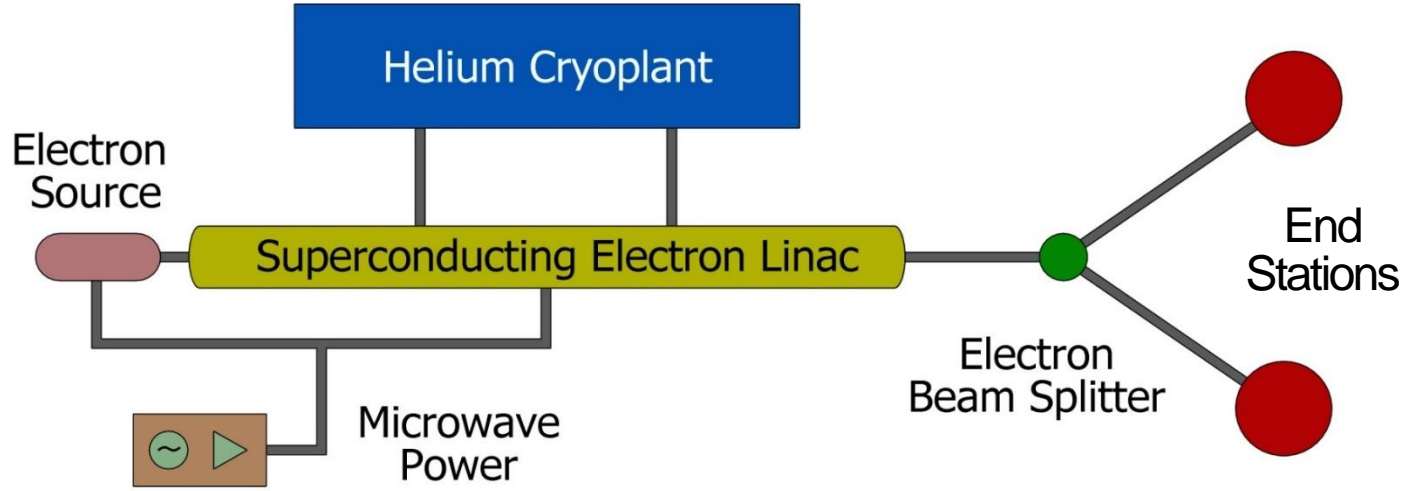 Helium Cryoplant
Electron
Source
Superconducting Electron Linac
End
Stations
Electron
Beam Splitter
Microwave
Power
~